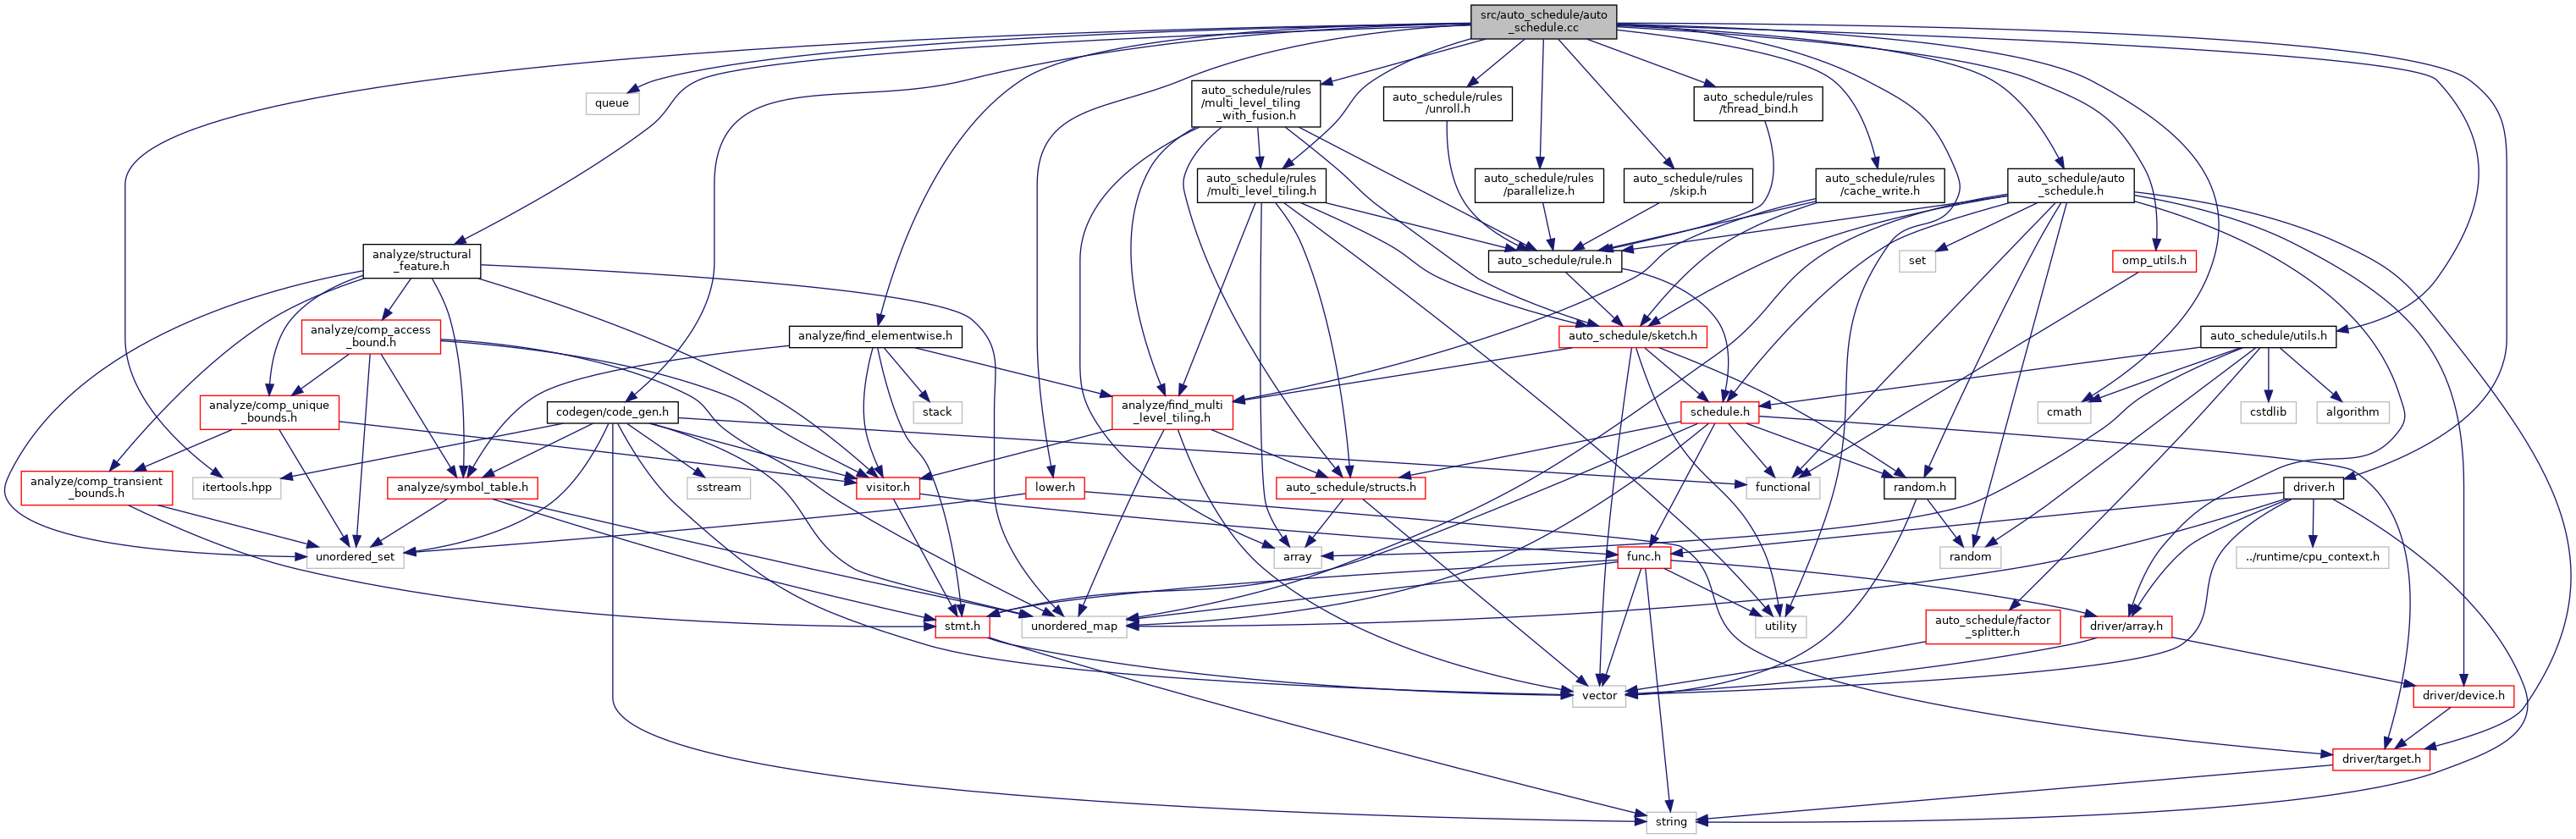 src/auto_schedule/auto
_schedule.cc
queue
auto_schedule/rules
/multi_level_tiling
_with_fusion.h
auto_schedule/rules
/unroll.h
auto_schedule/rules
/thread_bind.h
auto_schedule/rules
/multi_level_tiling.h
auto_schedule/rules
/parallelize.h
auto_schedule/rules
/skip.h
auto_schedule/rules
/cache_write.h
auto_schedule/auto
_schedule.h
analyze/structural
_feature.h
auto_schedule/rule.h
set
omp_utils.h
analyze/comp_access
_bound.h
analyze/find_elementwise.h
auto_schedule/sketch.h
auto_schedule/utils.h
analyze/comp_unique
_bounds.h
codegen/code_gen.h
stack
analyze/find_multi
_level_tiling.h
schedule.h
cmath
cstdlib
algorithm
analyze/comp_transient
_bounds.h
itertools.hpp
analyze/symbol_table.h
sstream
visitor.h
lower.h
auto_schedule/structs.h
functional
random.h
driver.h
unordered_set
array
func.h
random
../runtime/cpu_context.h
stmt.h
unordered_map
utility
auto_schedule/factor
_splitter.h
driver/array.h
vector
driver/device.h
driver/target.h
string